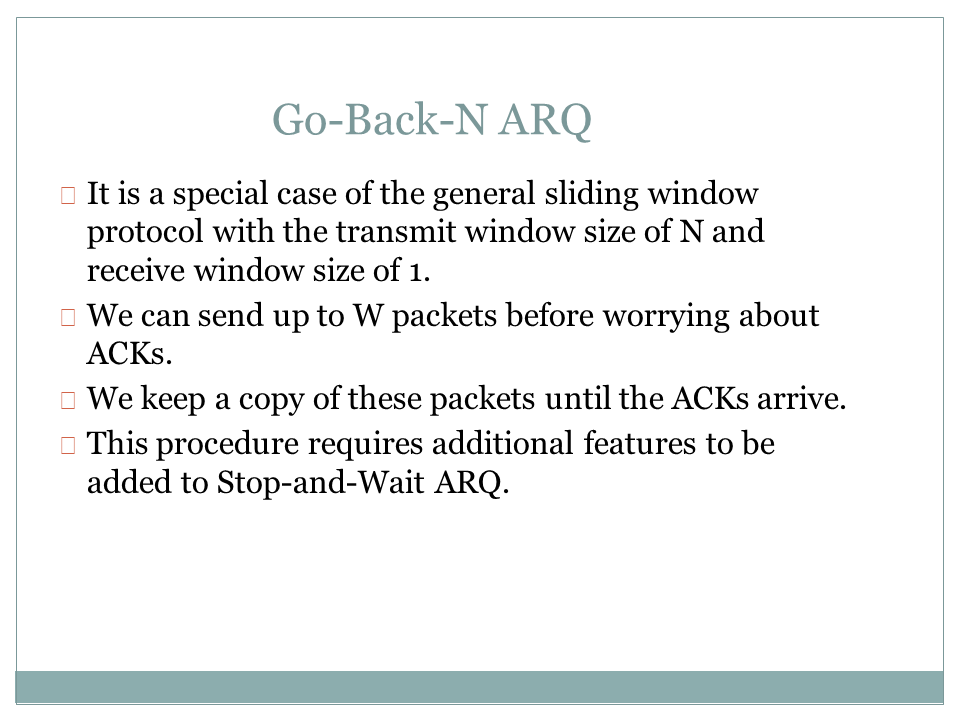 Go-Back-N ARQ
It is a special case of the general sliding window
protocol with the transmit window size of N and
receive window size of 1.
We can send up to W packets before worrying about
ACKs.
We keep a copy of these packets until the ACKs arrive.
This procedure requires additional features to be
added to Stop-and-Wait ARQ.